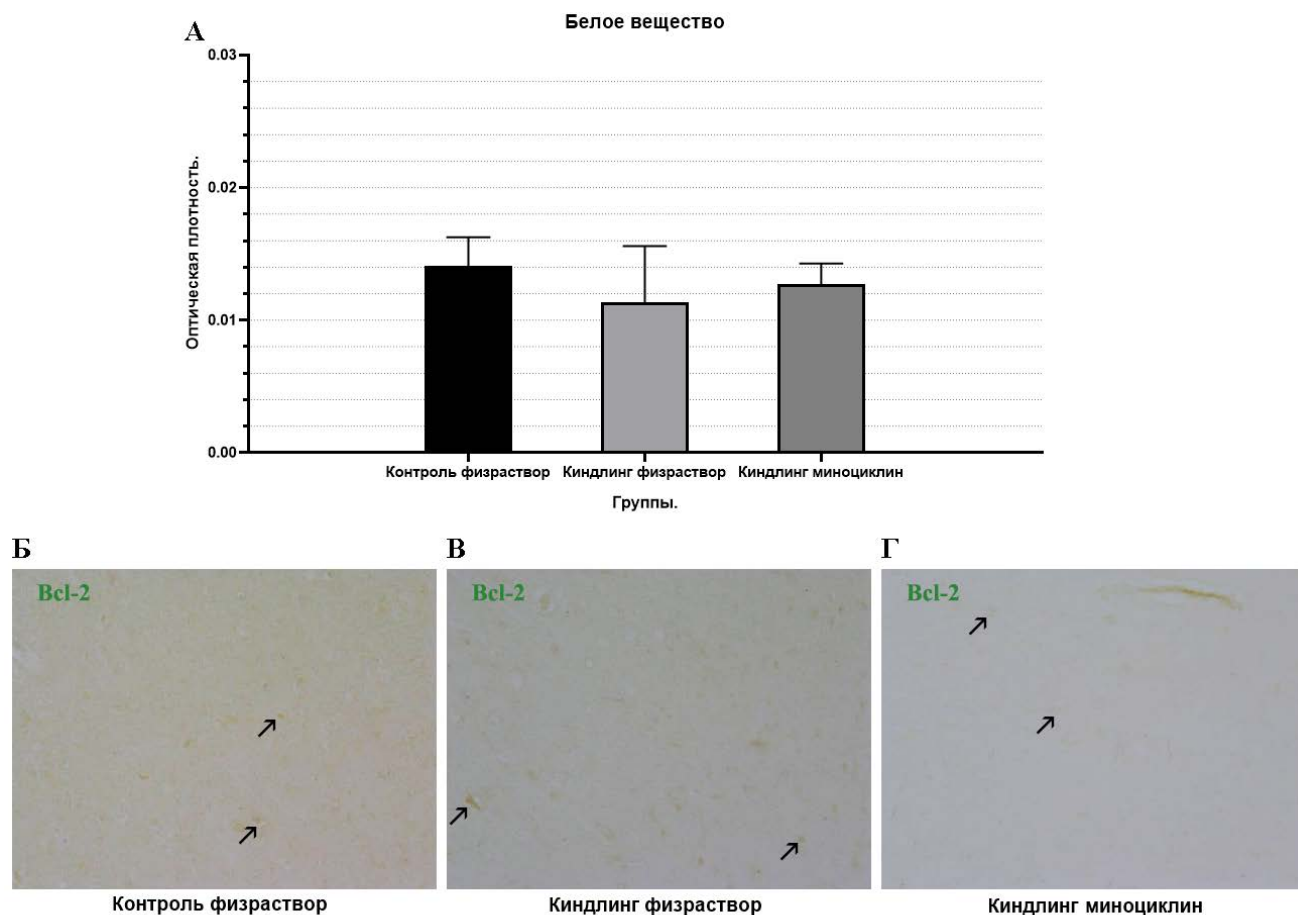 А
Белое вещество
0.03
0.02
0.01
0.00
Оптическая плотность.
Контроль физраствор Киндлинг физраствор Киндлинг миноциклин
Группы.
Б
В
Г
Bcl-2
Bcl-2
Bcl-2
Контроль физраствор
Киндлинг физраствор
Киндлинг миноциклин